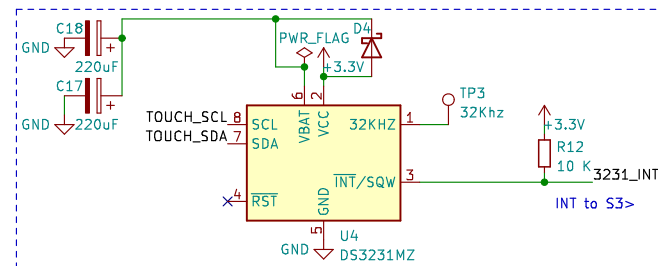 C18
GND
220uF
C17
GND
220uF
PWR_FLAG
D4
+3.3V
6
2
VBAT
VCC
TOUCH_SCL 8 SCL
TOUCH_SDA 7 SDA
32KHZ 1
TP3
32Khz
+3.3V
R12
10 K
INT/SQW 3
3231_INT
4 RST
INT to S3>
GND
5
GND
U4
DS3231MZ